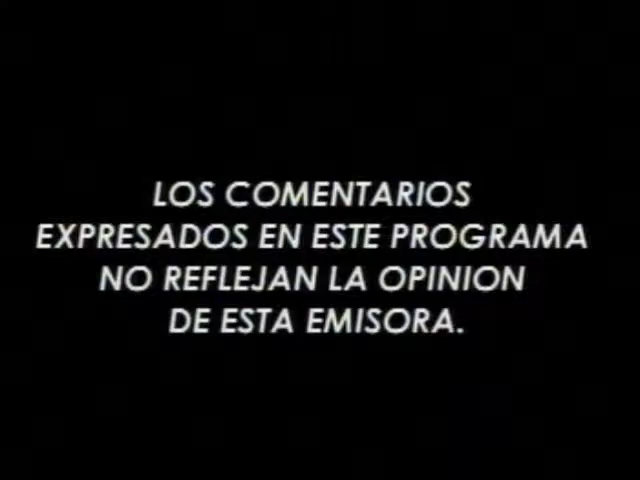 LOS COMENTARIOS
EXPRESADOS EN ESTE PROGRAMA
NO REFLEJAN LA OPINION
DE ESTA EMISORA.